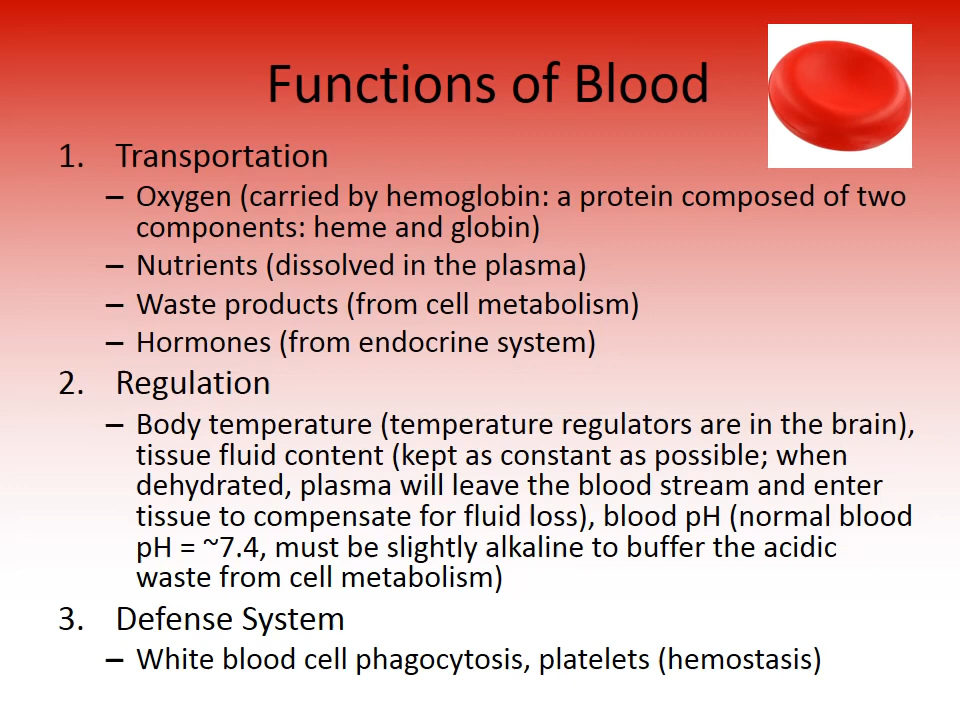 Functions of Blood
1. Transportation
– Oxygen (carried by hemoglobin: a protein composed of two
components: heme and globin)
– Nutrients (dissolved in the plasma)
– Waste products (from cell metabolism)
– Hormones (from endocrine system)
2. Regulation
– Body temperature (temperature regulators are in the brain),
tissue fluid content (kept as constant as possible; when
dehydrated, plasma will leave the blood stream and enter
tissue to compensate for fluid loss), blood pH (normal blood
pH = ~7.4, must be slightly alkaline to buffer the acidic
waste from cell metabolism)
3. Defense System
– White blood cell phagocytosis, platelets (hemostasis)